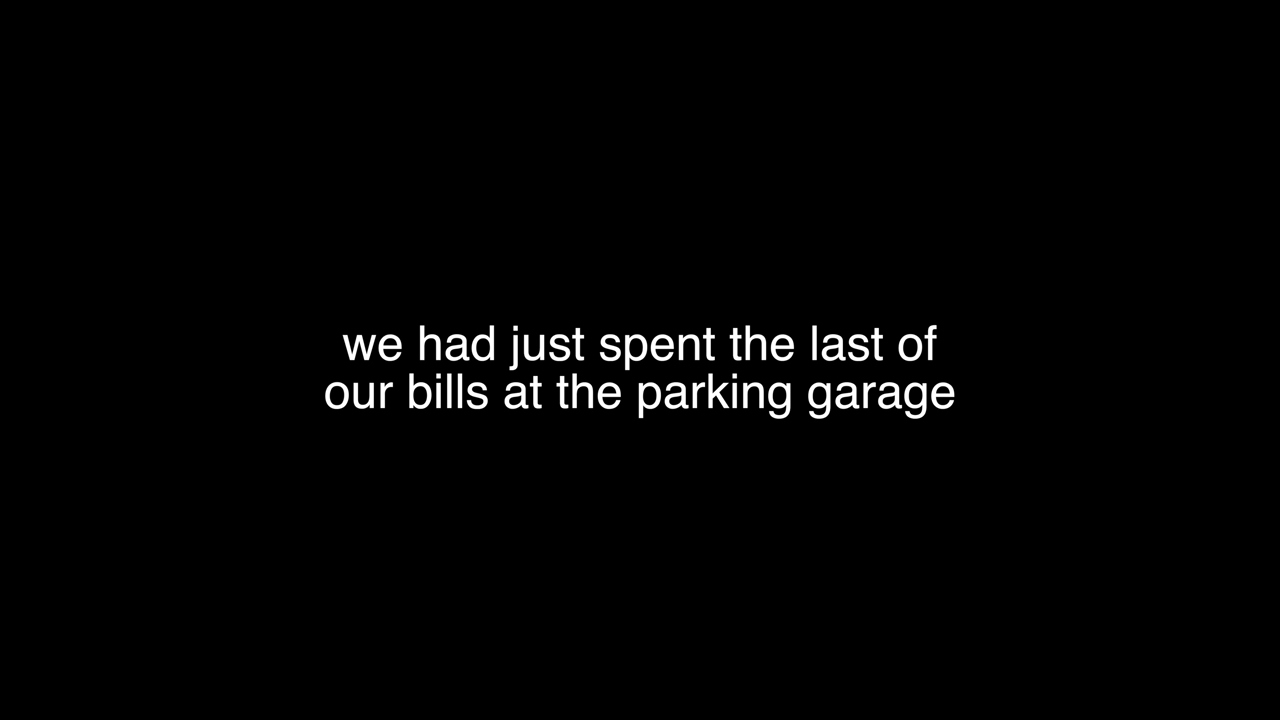 we had just spent the last of
our bills at the parking garage